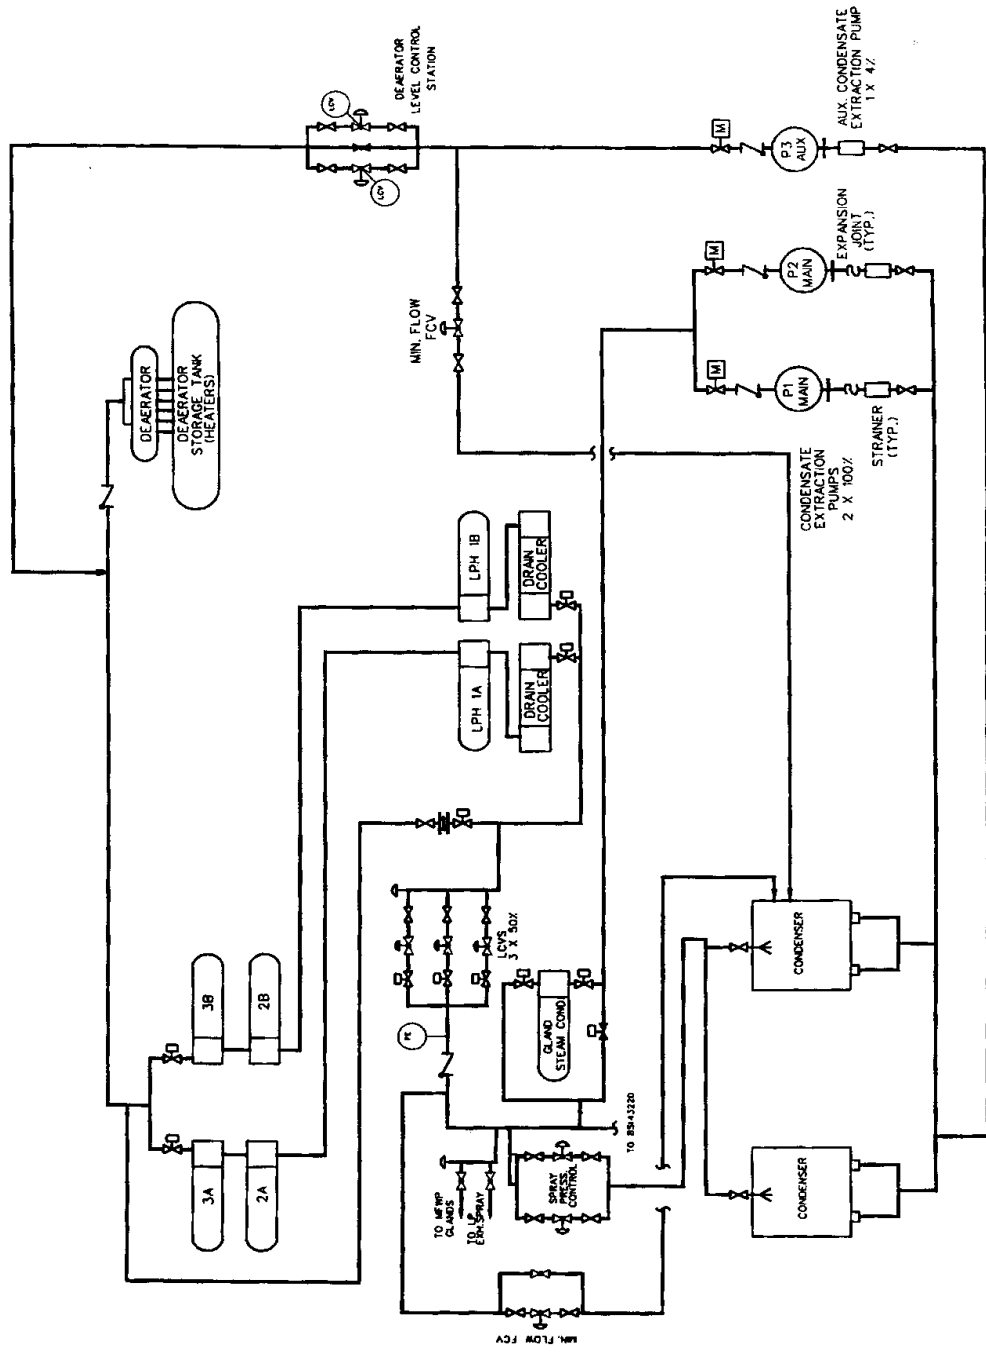 DEAERATOR
LEVEL CONTROL
STATION
LCV
LCV
AUX. CONDENSATE
EXTRACTION PUMP
1 X 4%
M
P3
AUX
M
P2
MAIN
EXPANSION
JOINT
(TYP.)
M
P1
MAIN
STRAINER
(TYP.)
CONDENSATE
EXTRACTION
PUMPS
2 X 100%
MIN. FLOW
FCV
DEAERATOR
DEAERATOR
STORAGE TANK
(HEATERS)
LPH 1B
DRAIN
COOLER
LPH 1A
DRAIN
COOLER
LCVS
3 X 50%
3B
2B
3A
2A
GLAND
STEAM COND.
TO MFWP
GLANDS
TO LP
EXH.SPRAY
SPRAY
PRESS.
CONTROL
MIN. FLOW FCV
CONDENSER
CONDENSER